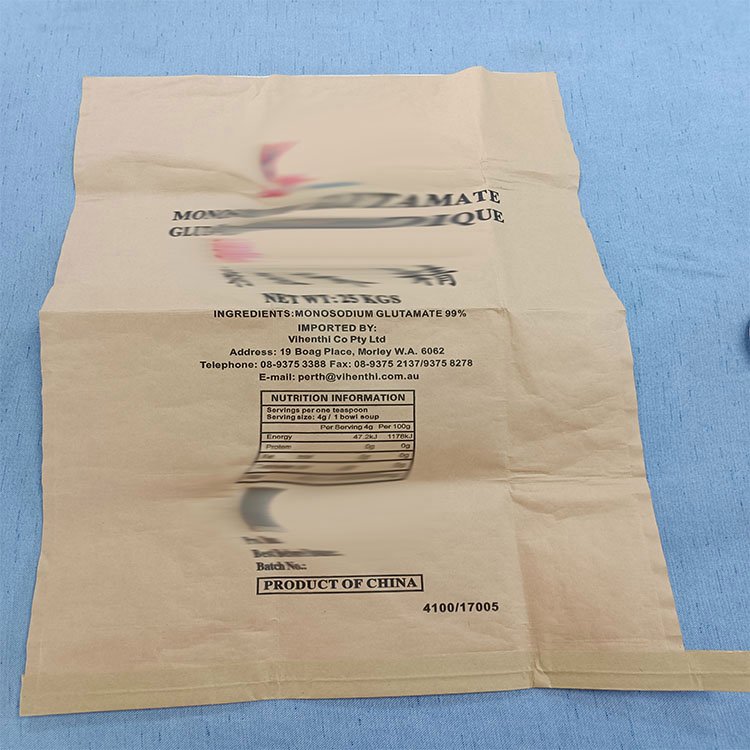 GLUTAMATE
NET WT: 25 KGS
INGREDIENTS: MONOSODIUM GLUTAMATE 99%
IMPORTED BY:
Vihenthi Co Pty Ltd
Address: 19 Boag Place, Morley W.A. 6062
Telephone: 08-9375 3388 Fax: 08-9375 2137/9375 8278
E-mail: perth@vihenthi.com.au
NUTRITION INFORMATION
Servings per one teaspoon
Serving size: 4g / 1 bowl soup
Per Serving 4g Per 100g
Energy 47.2kJ 1178kJ
Protein 0g 0g
Batch No.:
PRODUCT OF CHINA
4100/17005